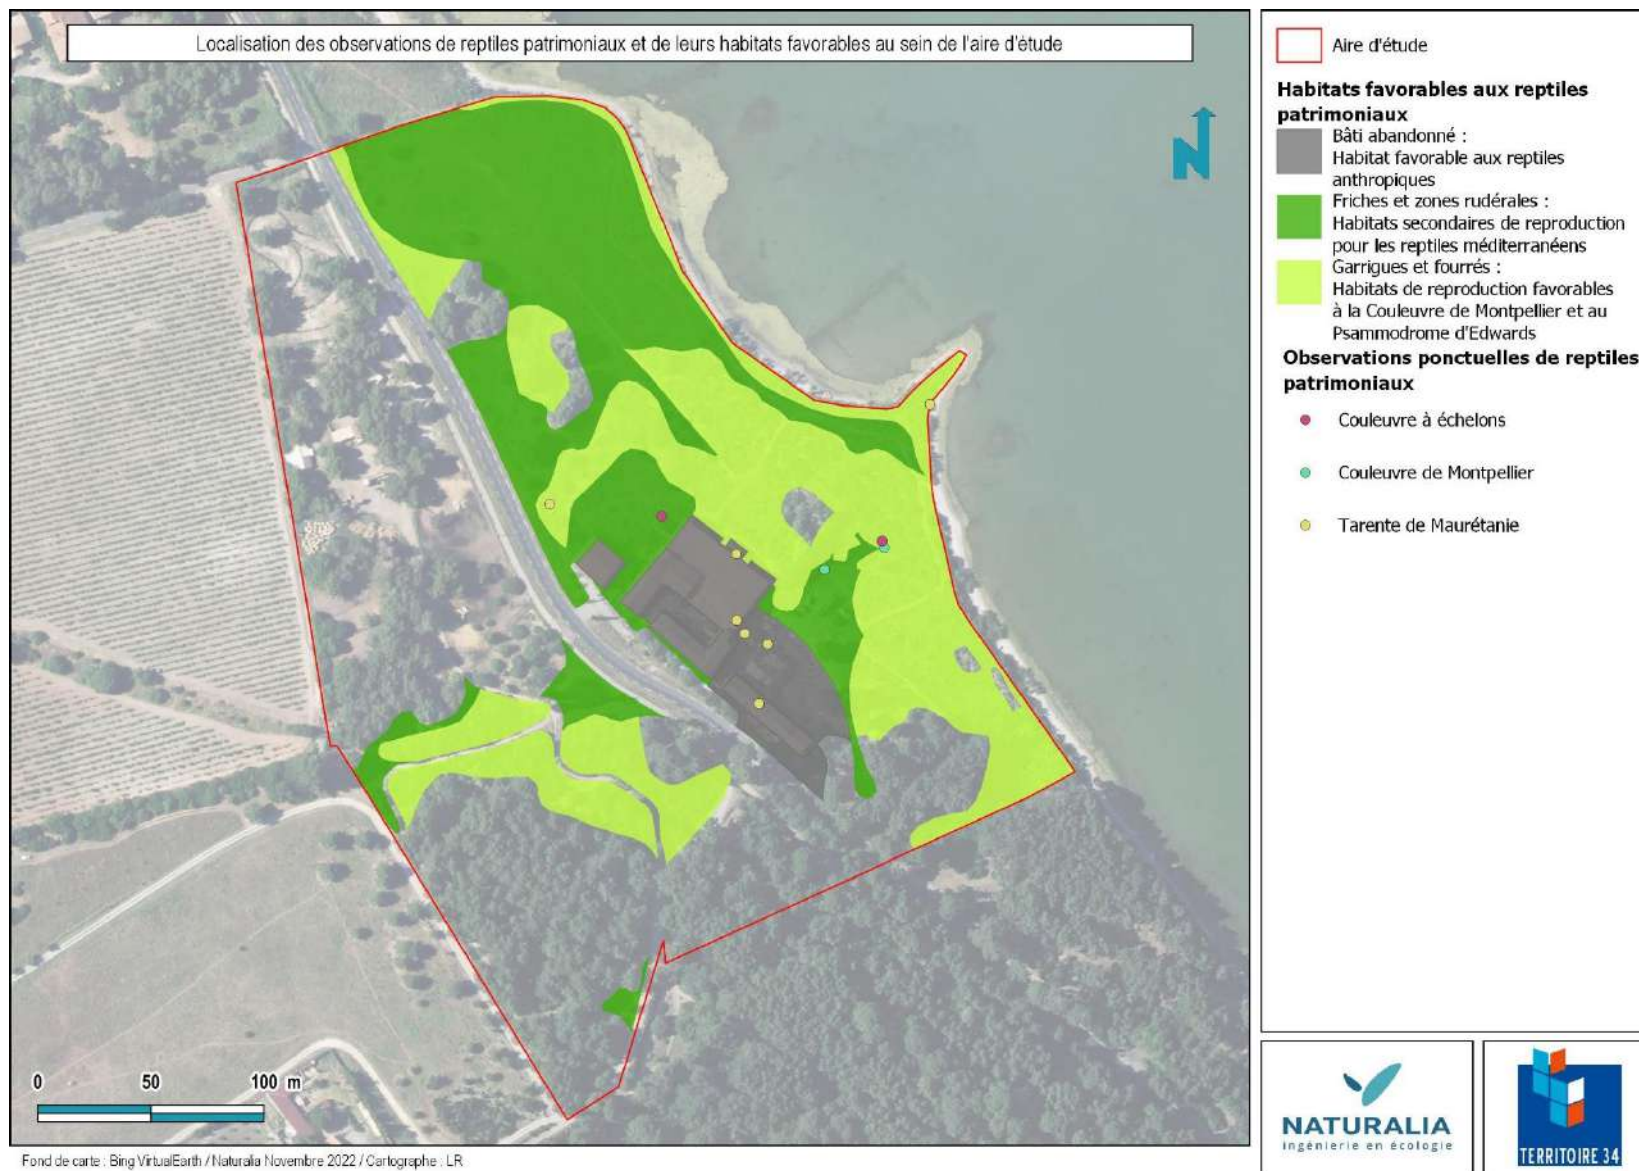 Localisation des observations de reptiles patrimoniaux et de leurs habitats favorables au sein de l'aire d'étude
N
0 50 100 m
Fond de carte : Bing VirtualEarth / Naturalia Novembre 2022 / Cartographe : LR
Aire d'étude
Habitats favorables aux reptiles
patrimoniaux
Bâti abandonné :
Habitat favorable aux reptiles
anthropiques
Friches et zones rudérales :
Habitats secondaires de reproduction
pour les reptiles méditerranéens
Garrigues et fourrés :
Habitats de reproduction favorables
à la Couleuvre de Montpellier et au
Psammodrome d'Edwards
Observations ponctuelles de reptiles
patrimoniaux
Couleuvre à échelons
Couleuvre de Montpellier
Tarente de Maurétanie
NATURALIA
ingénierie en écologie
TERRITOIRE 34